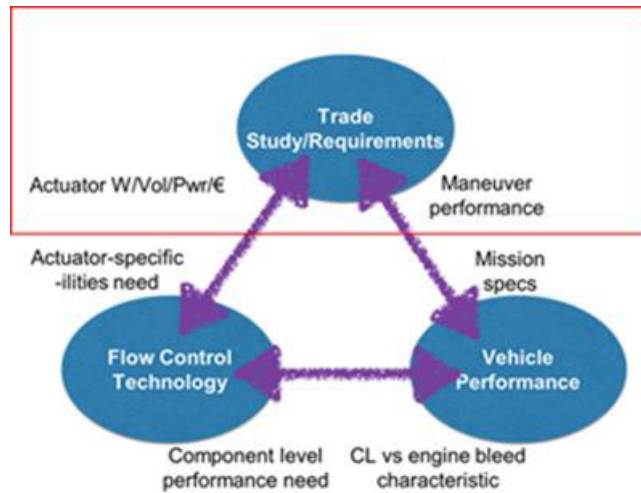 Trade
Study/Requirements
Actuator W/Vol/Pwr/€
Maneuver
performance
Actuator-specific
-ilities need
Mission
specs
Flow Control
Technology
Vehicle
Performance
Component level
performance need
CL vs engine bleed
characteristic